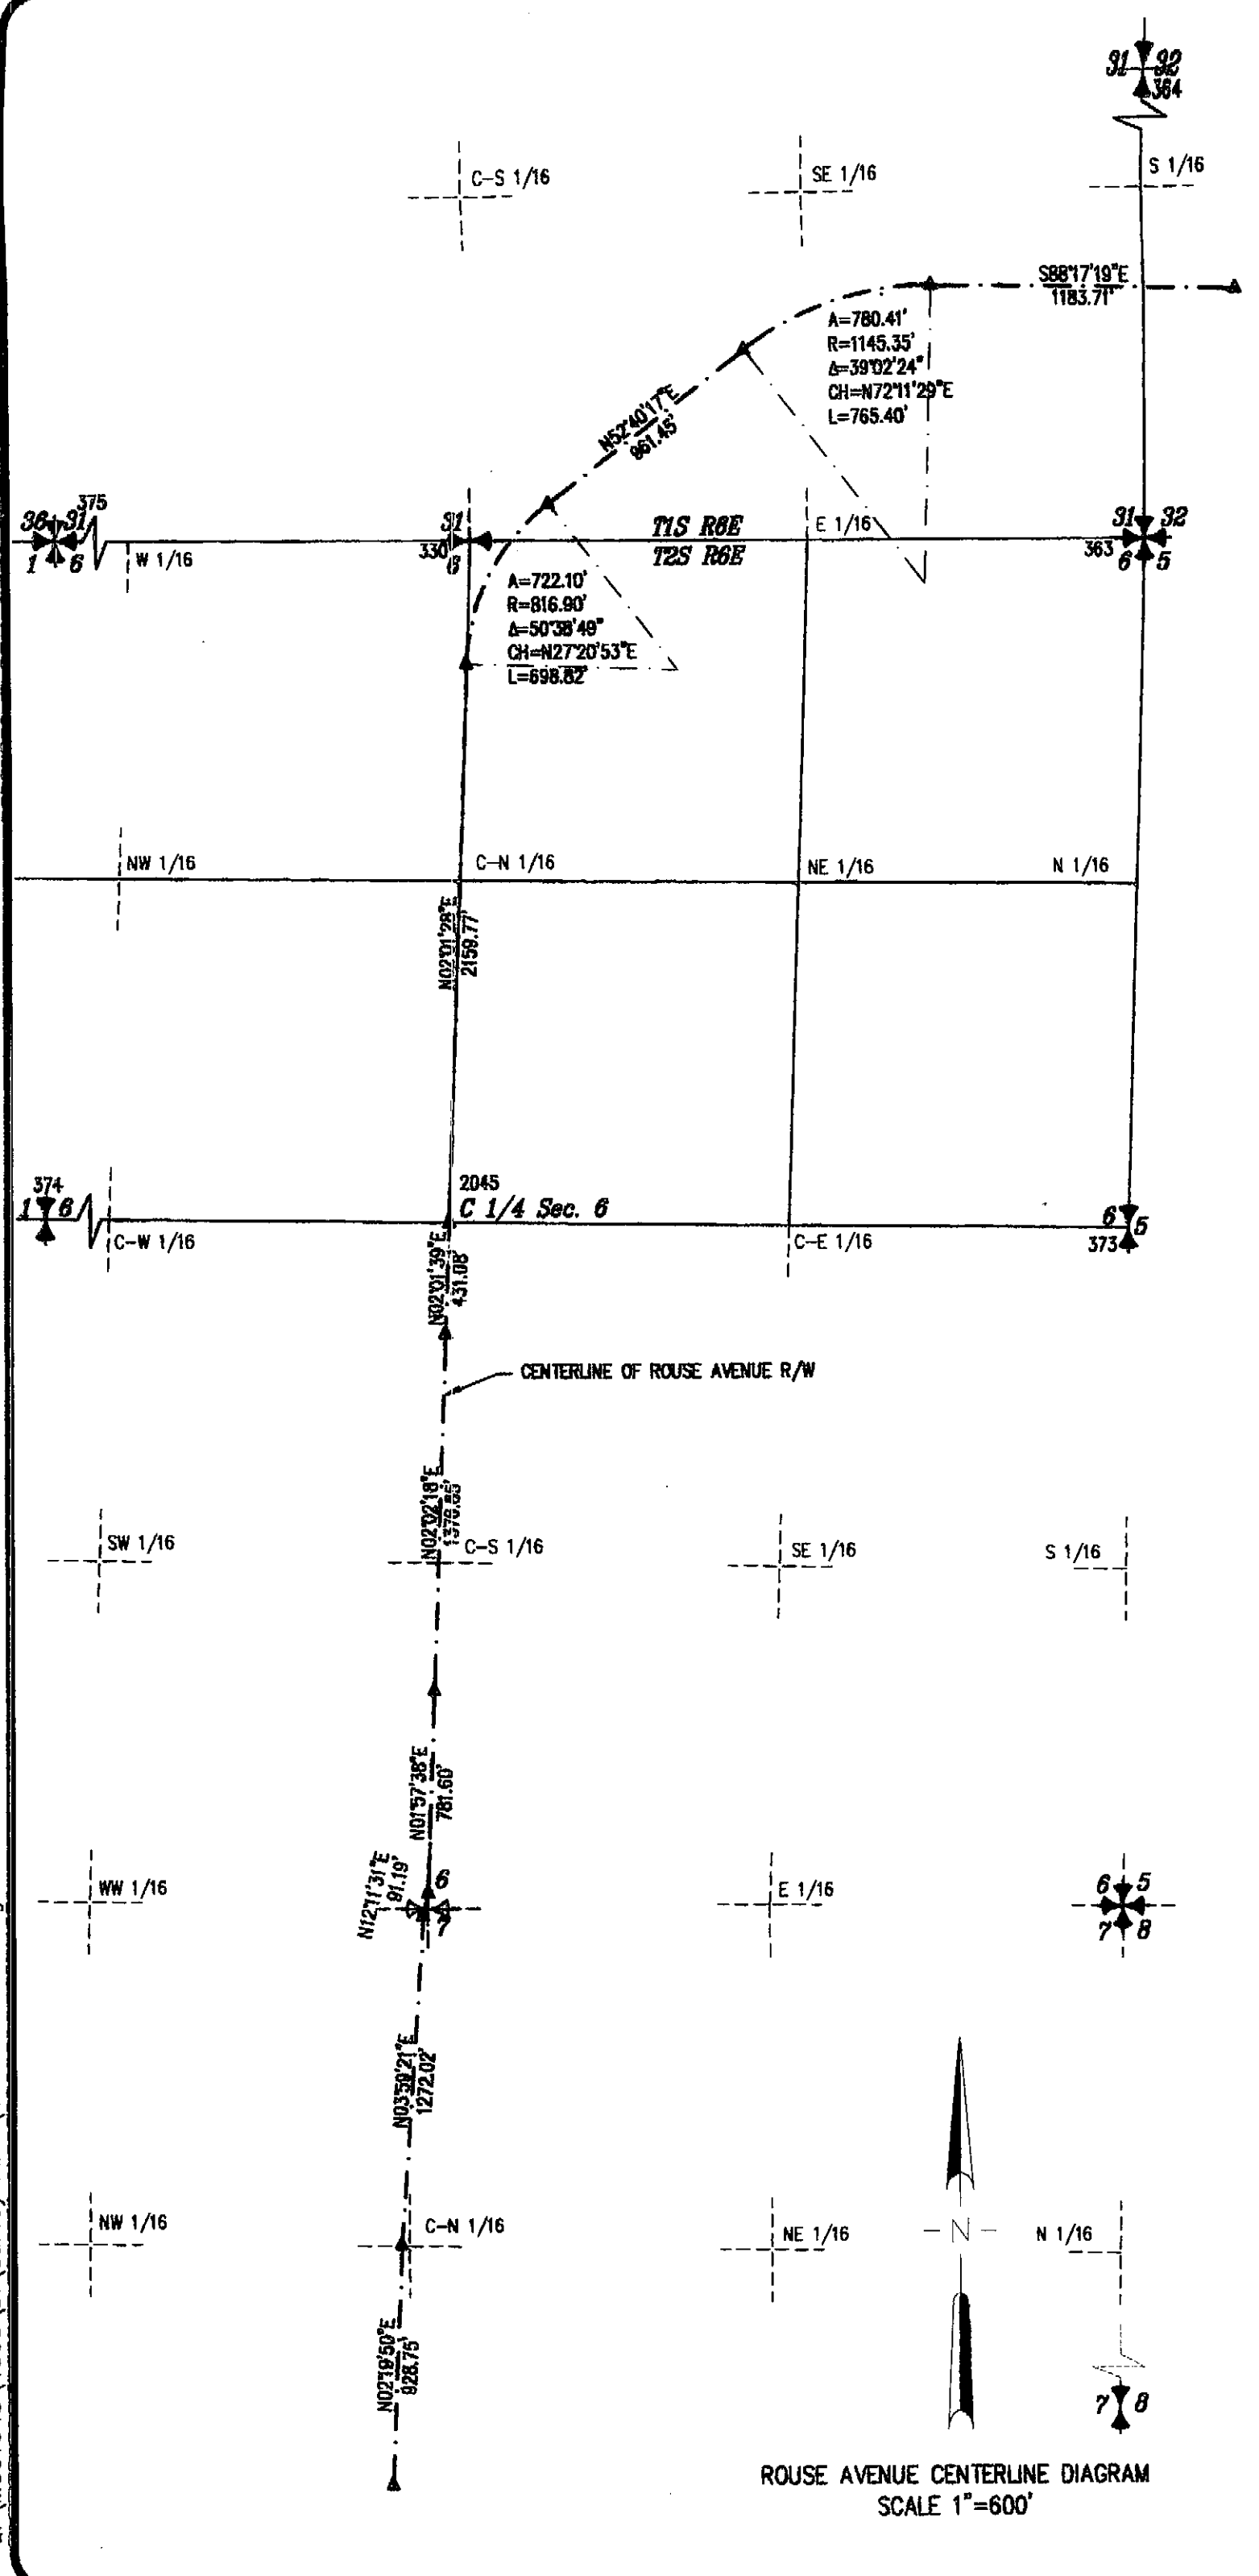 31 32
364
C-S 1/16
SE 1/16
S 1/16
S88°17'19"E
1183.71'
A=780.41'
R=1145.35'
Δ=39°02'24"
CH=N72°11'29"E
L=765.40'
N52°40'17"E
961.45'
375
36 31
1 6
W 1/16
31
330
6
T1S R6E
T2S R6E
E 1/16
31 32
363
6 5
A=722.10'
R=816.90'
Δ=50°38'49"
CH=N27°20'53"E
L=698.82'
NW 1/16
C-N 1/16
NE 1/16
N 1/16
N02°01'28"E
2159.77'
374
1 6
C-W 1/16
2045
C 1/4 Sec. 6
C-E 1/16
6 5
373
N02°01'39"E
431.08'
CENTERLINE OF ROUSE AVENUE R/W
N02°02'18"E
SW 1/16
C-S 1/16
SE 1/16
S 1/16
N01°57'38"E
781.60'
WW 1/16
N12°11'31"E
91.19'
6
7
E 1/16
6 5
7 8
N03°59'21"E
1272.02'
NW 1/16
C-N 1/16
NE 1/16
-N-
N 1/16
N02°19'50"E
928.75'
7 8
ROUSE AVENUE CENTERLINE DIAGRAM
SCALE 1"=600'